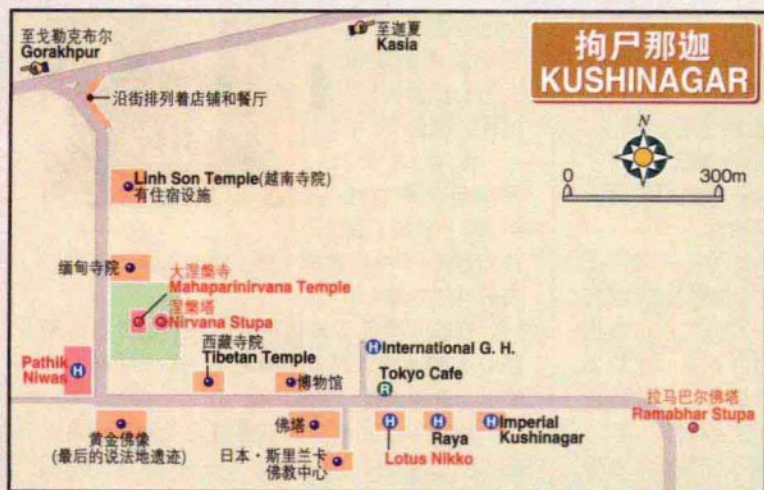 拘尸那迦
KUSHINAGAR
至戈勒克布尔
Gorakhpur
至迦夏
Kasia
沿街排列着店铺和餐厅
N
0 300m
Linh Son Temple(越南寺院)
有住宿设施
缅甸寺院
大涅槃寺
Mahaparinirvana Temple
涅槃塔
Nirvana Stupa
西藏寺院
Tibetan Temple
博物馆
H International G. H.
Tokyo Cafe
R
Pathik
Niwas
H
拉马巴尔佛塔
Ramabhar Stupa
黄金佛像
(最后的说法地遗迹)
佛塔
H
Lotus Nikko
H
Raya
H Imperial
Kushinagar
日本·斯里兰卡
佛教中心